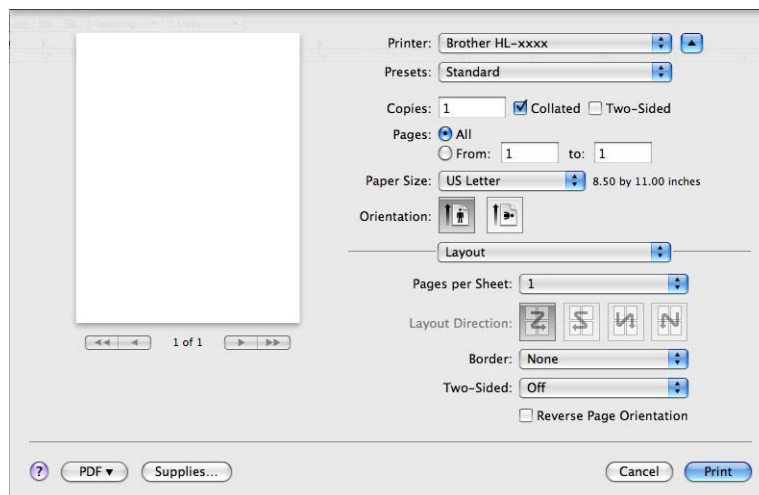 Printer: Brother HL-xxxx
Presets: Standard
Copies: 1 Collated Two-Sided
Pages: All
From: 1 to: 1
Paper Size: US Letter 8.50 by 11.00 inches
Orientation:
Layout
Pages per Sheet: 1
Layout Direction:
Border: None
Two-Sided: Off
Reverse Page Orientation
1 of 1
? PDF Supplies... Cancel Print